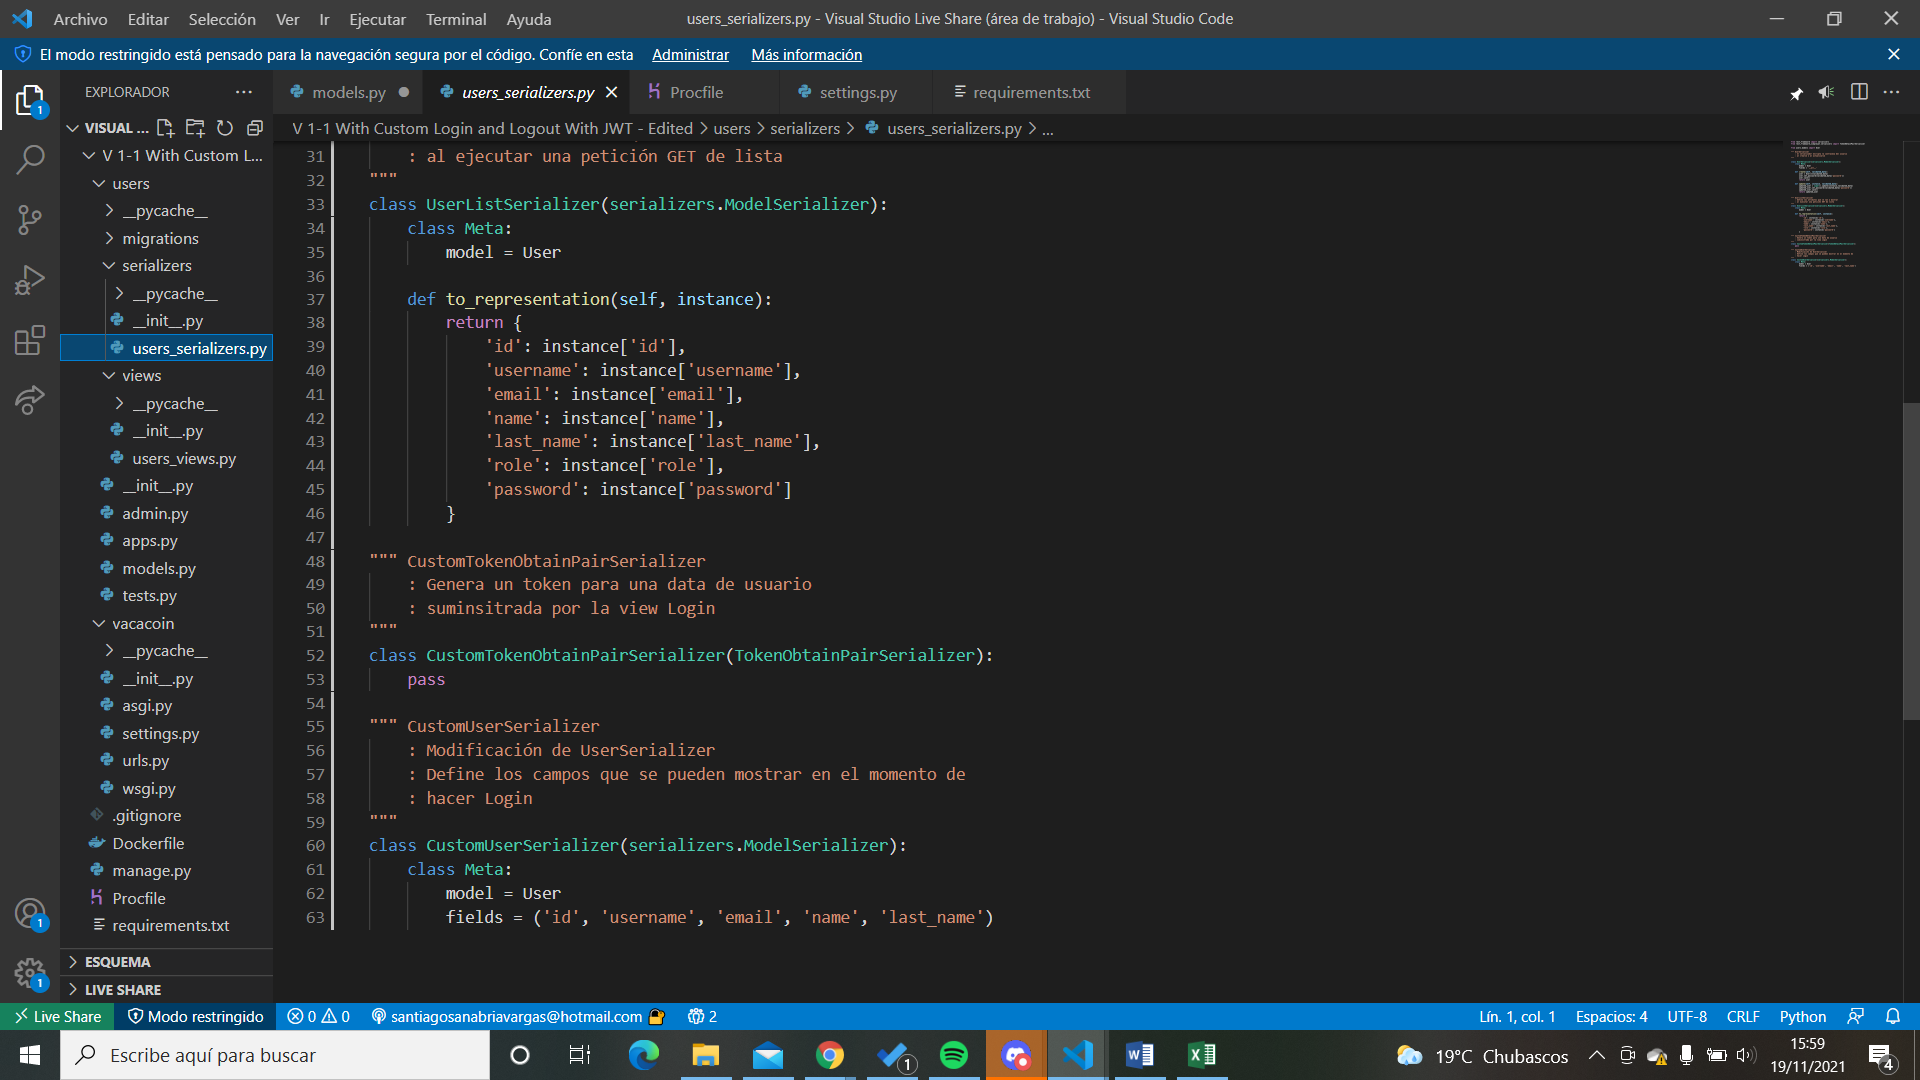 Archivo Editar Selección Ver Ir Ejecutar Terminal Ayuda
users_serializers.py - Visual Studio Live Share (área de trabajo) - Visual Studio Code
El modo restringido está pensado para la navegación segura por el código. Confíe en esta Administrar Más información
EXPLORADOR
models.py users_serializers.py Procfile settings.py requirements.txt
VISUAL ...
V 1-1 With Custom Login and Logout With JWT - Edited > users > serializers > users_serializers.py > ...
V 1-1 With Custom L...
users
__pycache__
migrations
serializers
__pycache__
__init__.py
users_serializers.py
views
__pycache__
__init__.py
users_views.py
__init__.py
admin.py
apps.py
models.py
tests.py
vacacoin
__pycache__
__init__.py
asgi.py
settings.py
urls.py
wsgi.py
.gitignore
Dockerfile
manage.py
Procfile
requirements.txt
ESQUEMA
LIVE SHARE
31 : al ejecutar una petición GET de lista
32 """
33 class UserListSerializer(serializers.ModelSerializer):
34 class Meta:
35 model = User
36
37 def to_representation(self, instance):
38 return {
39 'id': instance['id'],
40 'username': instance['username'],
41 'email': instance['email'],
42 'name': instance['name'],
43 'last_name': instance['last_name'],
44 'role': instance['role'],
45 'password': instance['password']
46 }
47
48 """ CustomTokenObtainPairSerializer
49 : Genera un token para una data de usuario
50 : suminsitrada por la view Login
51 """
52 class CustomTokenObtainPairSerializer(TokenObtainPairSerializer):
53 pass
54
55 """ CustomUserSerializer
56 : Modificación de UserSerializer
57 : Define los campos que se pueden mostrar en el momento de
58 : hacer Login
59 """
60 class CustomUserSerializer(serializers.ModelSerializer):
61 class Meta:
62 model = User
63 fields = ('id', 'username', 'email', 'name', 'last_name')
1
1
1
Live Share Modo restringido 0 0 santiagosanabriavargas@hotmail.com 2 Lín. 1, col. 1 Espacios: 4 UTF-8 CRLF Python
Escribe aquí para buscar
1
19°C Chubascos
15:59
19/11/2021
4